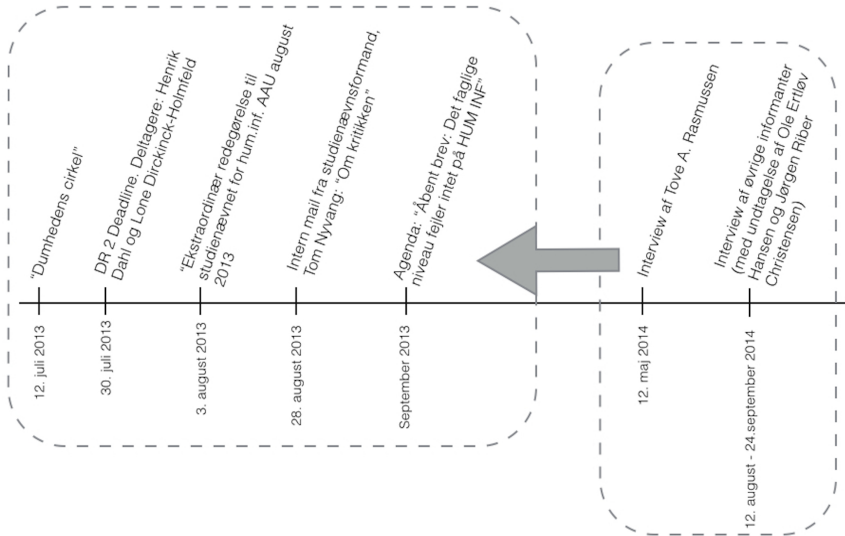 "Dumhedens cirkel"
12. juli 2013
DR 2 Deadline. Deltagere: Henrik
Dahl og Lone Dirckinck-Holmfeld
30. juli 2013
"Ekstraordinær redegørelse til
studienævnet for hum.inf. AAU august
2013
3. august 2013
Intern mail fra studienævnsformand,
Tom Nyvang: "Om kritikken"
28. august 2013
Agenda: "Åbent brev: Det faglige
niveau fejler intet på HUM INF"
September 2013
Interview af Tove A. Rasmussen
12. maj 2014
Interview af øvrige informanter
(med undtagelse af Ole Ertløv
Hansen og Jørgen Riber
Christensen)
12. august - 24.september 2014